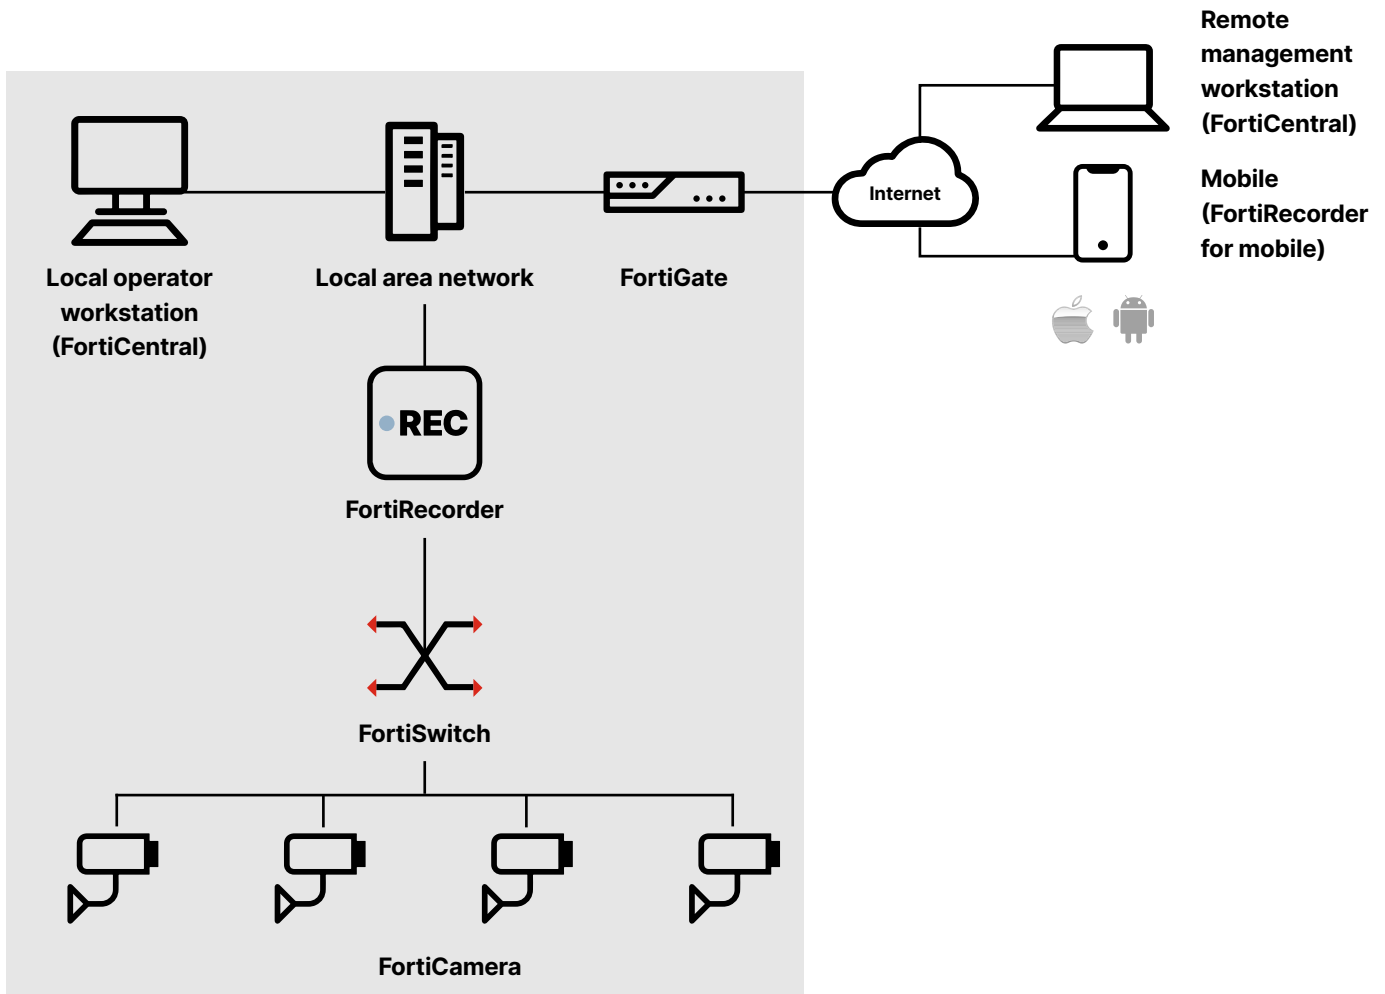 Remote
management
workstation
(FortiCentral)
Internet
Mobile
(FortiRecorder
for mobile)
Local operator
workstation
(FortiCentral)
Local area network
FortiGate
REC
FortiRecorder
FortiSwitch
FortiCamera